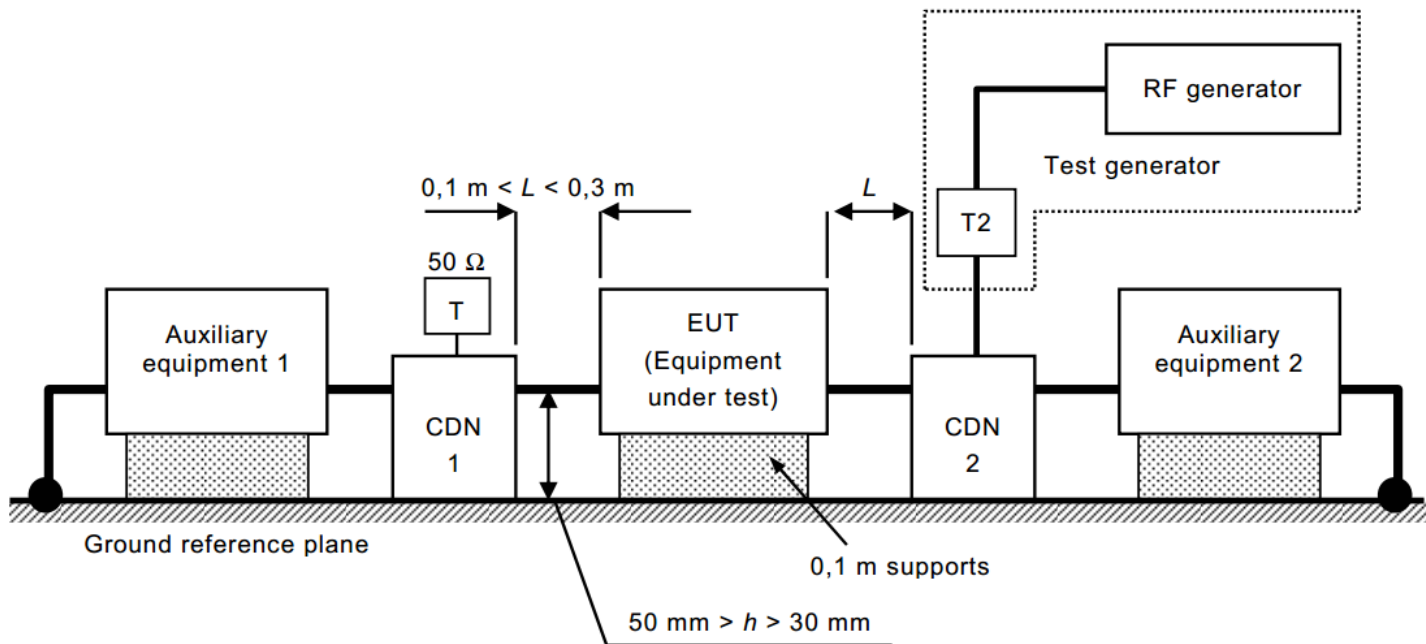 RF generator
Test generator
0,1 m < L < 0,3 m
L
T2
50 Ω
T
Auxiliary
equipment 1
EUT
(Equipment
under test)
Auxiliary
equipment 2
CDN
1
CDN
2
Ground reference plane
0,1 m supports
50 mm > h > 30 mm